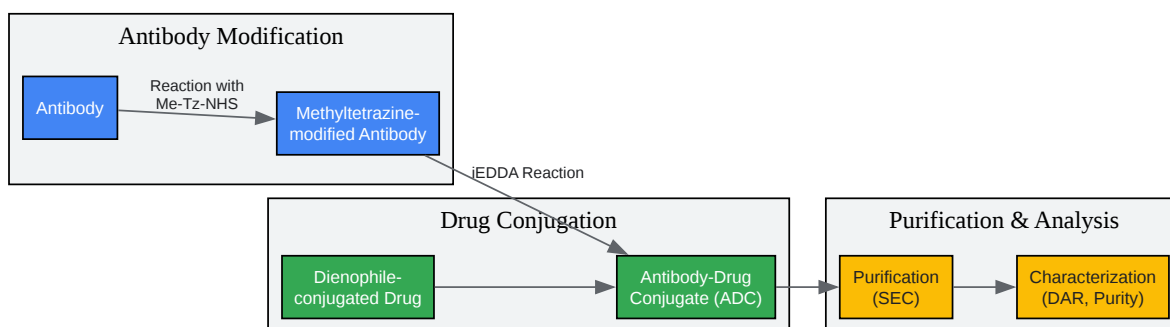 Antibody Modification
Antibody
Reaction with
Me-Tz-NHS
Methyltetrazine-
modified Antibody
iEDDA Reaction
Drug Conjugation
Dienophile-
conjugated Drug
Antibody-Drug
Conjugate (ADC)
Purification & Analysis
Purification
(SEC)
Characterization
(DAR, Purity)